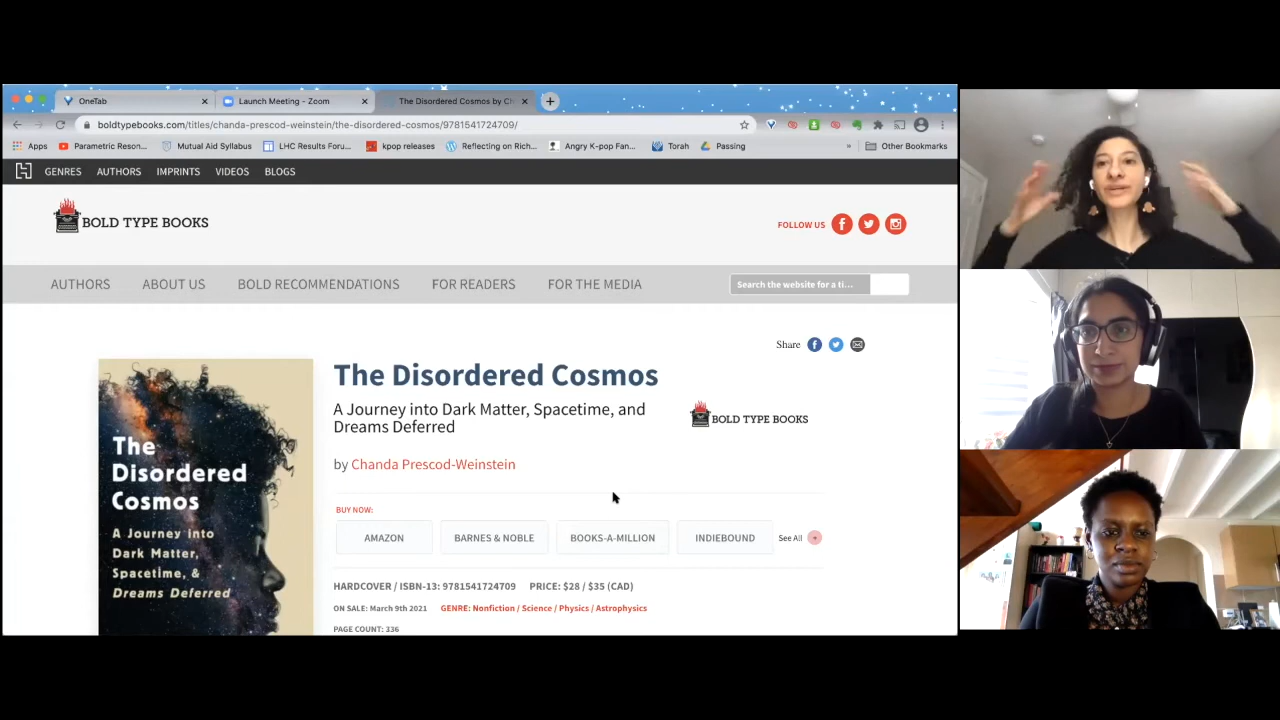 OneTab
Launch Meeting - Zoom
The Disordered Cosmos by Ch
boldtypebooks.com/titles/chanda-prescod-weinstein/the-disordered-cosmos/9781541724709/
Apps Parametric Reson... Mutual Aid Syllabus LHC Results Foru... kpop releases Reflecting on Rich... Angry K-pop Fan... Torah Passing » Other Bookmarks
GENRES AUTHORS IMPRINTS VIDEOS BLOGS
BOLD TYPE BOOKS
FOLLOW US
AUTHORS ABOUT US BOLD RECOMMENDATIONS FOR READERS FOR THE MEDIA Search the website for a ti...
Share
The Disordered Cosmos
A Journey into Dark Matter, Spacetime, and
Dreams Deferred
BOLD TYPE BOOKS
by Chanda Prescod-Weinstein
BUY NOW:
AMAZON BARNES & NOBLE BOOKS-A-MILLION INDIEBOUND See All
HARDCOVER / ISBN-13: 9781541724709 PRICE: $28 / $35 (CAD)
ON SALE: March 9th 2021 GENRE: Nonfiction / Science / Physics / Astrophysics
PAGE COUNT: 336
The
Disordered
Cosmos
A Journey into
Dark Matter,
Spacetime, &
Dreams Deferred